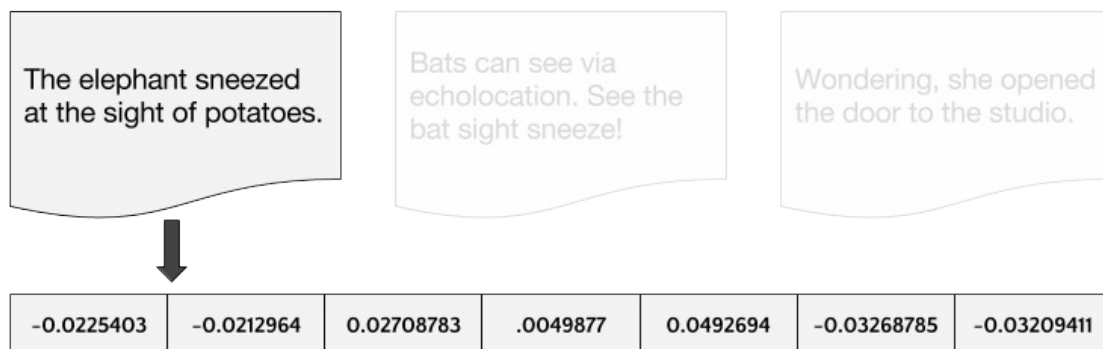 The elephant sneezed
at the sight of potatoes.
Bats can see via
echolocation. See the
bat sight sneeze!
Wondering, she opened
the door to the studio.
-0.0225403 -0.0212964 0.02708783 .0049877 0.0492694 -0.03268785 -0.03209411